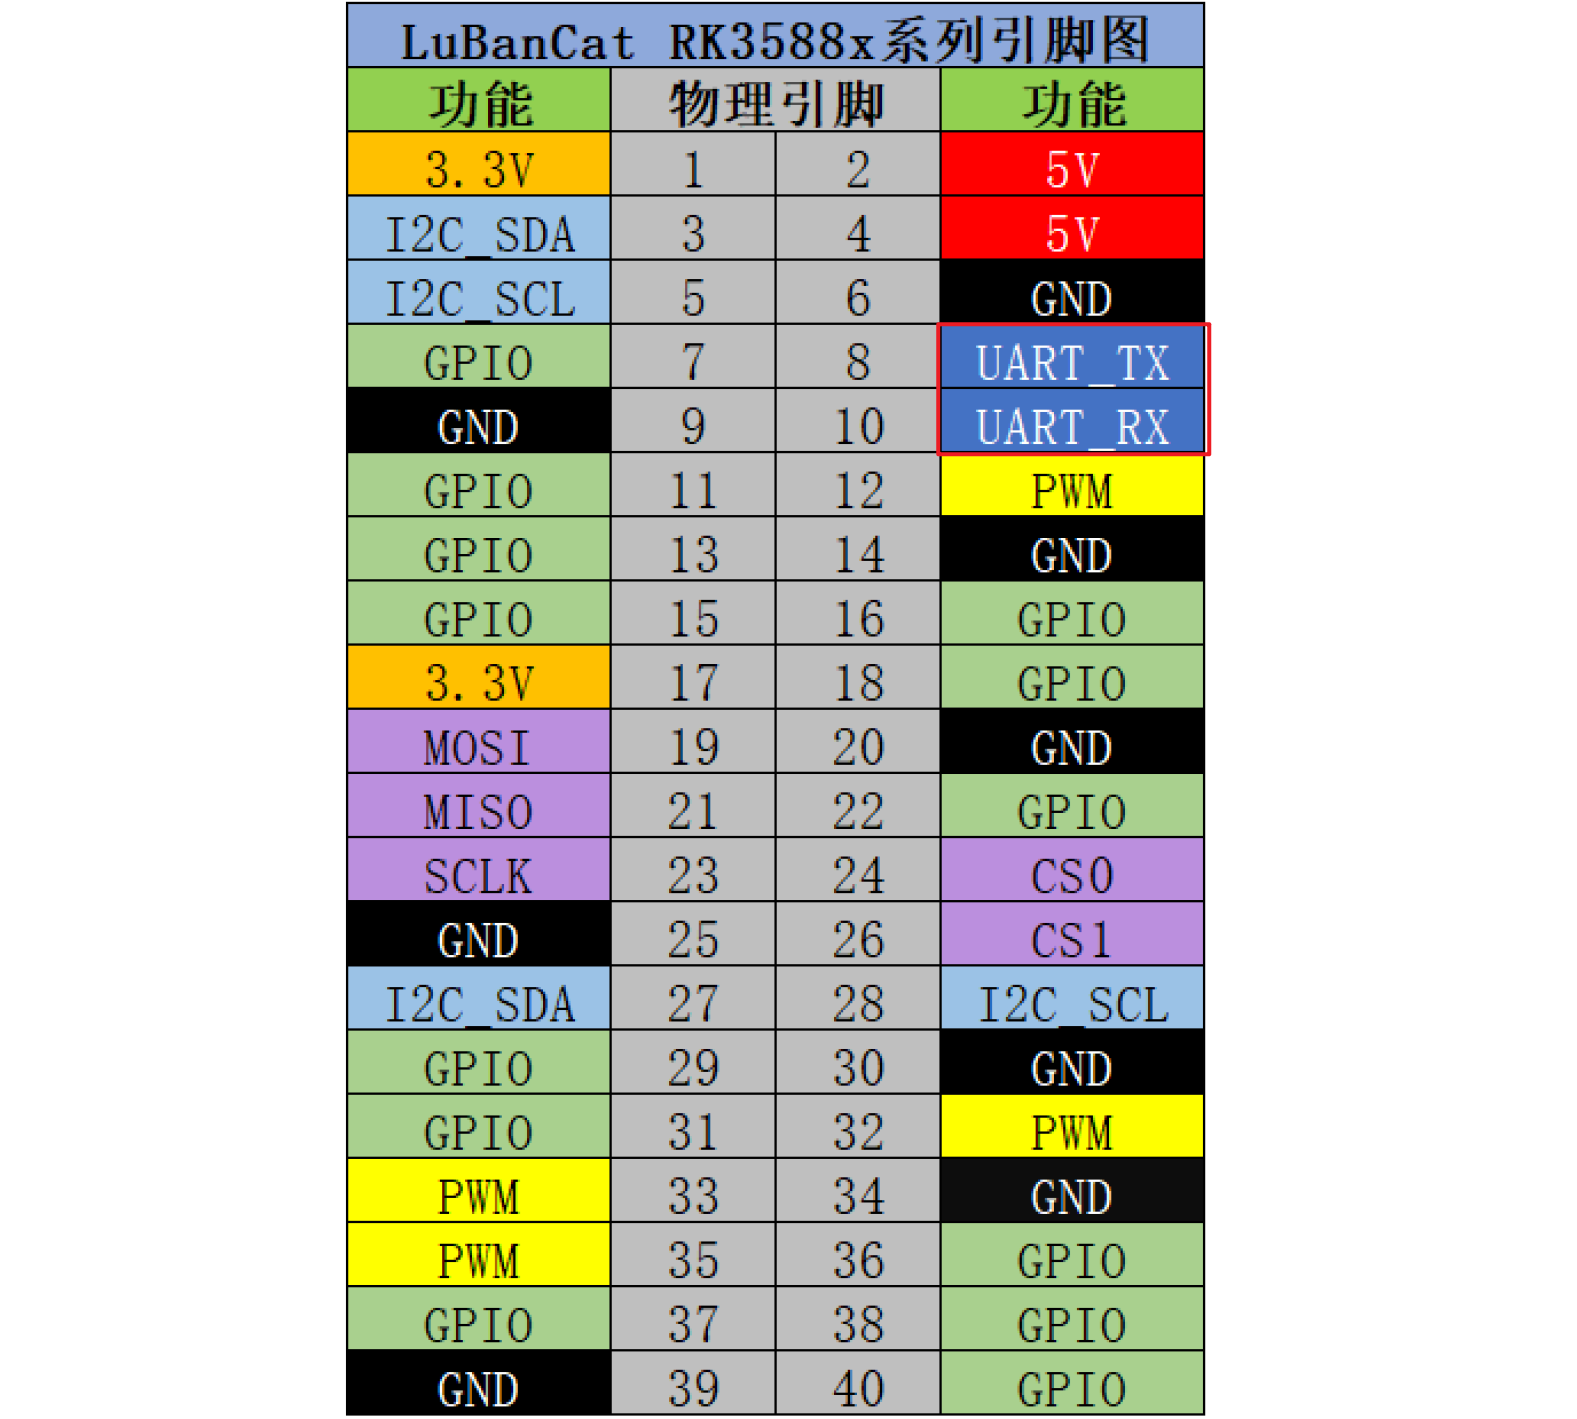 LuBanCat RK3588x系列引脚图
功能 物理引脚 功能
3.3V 1 2 5V
I2C_SDA 3 4 5V
I2C_SCL 5 6 GND
GPIO 7 8 UART_TX
GND 9 10 UART_RX
GPIO 11 12 PWM
GPIO 13 14 GND
GPIO 15 16 GPIO
3.3V 17 18 GPIO
MOSI 19 20 GND
MISO 21 22 GPIO
SCLK 23 24 CS0
GND 25 26 CS1
I2C_SDA 27 28 I2C_SCL
GPIO 29 30 GND
GPIO 31 32 PWM
PWM 33 34 GND
PWM 35 36 GPIO
GPIO 37 38 GPIO
GND 39 40 GPIO